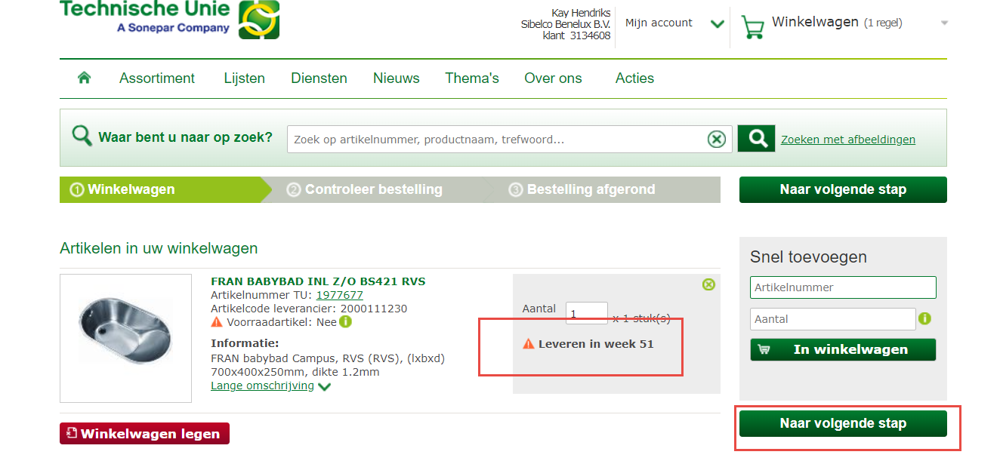 Technische Unie
A Sonepar Company
Kay Hendriks
Sibelco Benelux B.V.
klant 3134608
Mijn account
Winkelwagen (1 regel)
Assortiment Lijsten Diensten Nieuws Thema's Over ons Acties
Waar bent u naar op zoek?
Zoek op artikelnummer, productnaam, trefwoord...
Zoeken met afbeeldingen
1 Winkelwagen
2 Controleer bestelling
3 Bestelling afgerond
Naar volgende stap
Artikelen in uw winkelwagen
FRAN BABYBAD INL Z/O BS421 RVS
Artikelnummer TU: 1977677
Artikelcode leverancier: 2000111230
Voorraadartikel: Nee
Informatie:
FRAN babybad Campus, RVS (RVS), (lxbxd)
700x400x250mm, dikte 1.2mm
Lange omschrijving
Aantal 1 x 1 stuk(s)
Leveren in week 51
Snel toevoegen
Artikelnummer
Aantal
In winkelwagen
Winkelwagen legen
Naar volgende stap